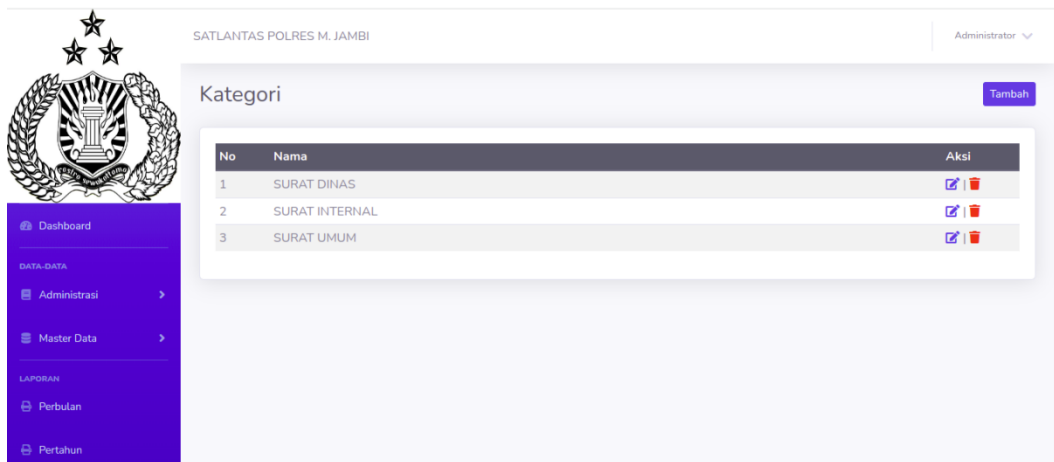 SATLANTAS POLRES M. JAMBI
Administrator
Kategori
Tambah
No Nama Aksi
1 SURAT DINAS |
2 SURAT INTERNAL |
3 SURAT UMUM |
Dashboard
DATA-DATA
Administrasi
Master Data
LAPORAN
Perbulan
Pertahun